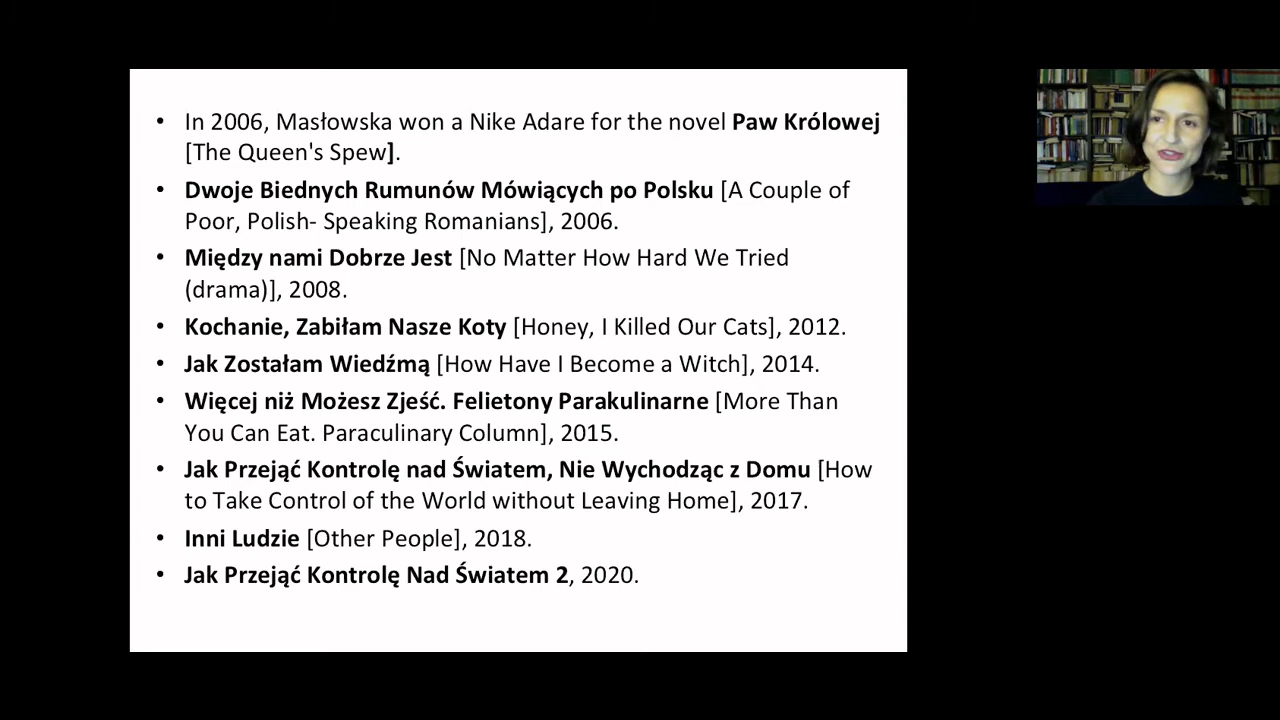 • In 2006, Masłowska won a Nike Adare for the novel Paw Królowej
[The Queen's Spew].
• Dwoje Biednych Rumunów Mówiących po Polsku [A Couple of
Poor, Polish- Speaking Romanians], 2006.
• Między nami Dobrze Jest [No Matter How Hard We Tried
(drama)], 2008.
• Kochanie, Zabiłam Nasze Koty [Honey, I Killed Our Cats], 2012.
• Jak Zostałam Wiedźmą [How Have I Become a Witch], 2014.
• Więcej niż Możesz Zjeść. Felietony Parakulinarne [More Than
You Can Eat. Paraculinary Column], 2015.
• Jak Przejąć Kontrolę nad Światem, Nie Wychodząc z Domu [How
to Take Control of the World without Leaving Home], 2017.
• Inni Ludzie [Other People], 2018.
• Jak Przejąć Kontrolę Nad Światem 2, 2020.